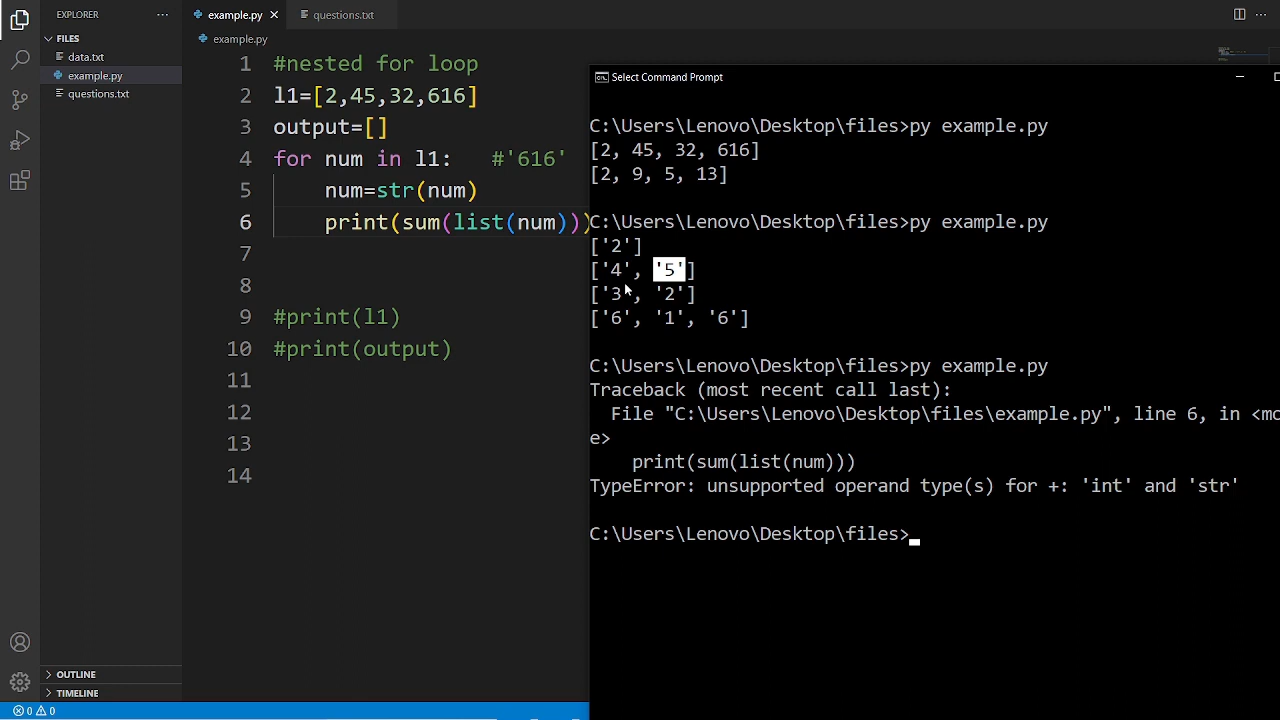 EXPLORER
FILES
data.txt
example.py
questions.txt
OUTLINE
TIMELINE
0 0
example.py
questions.txt
example.py
1 #nested for loop
2 l1=[2,45,32,616]
3 output=[]
4 for num in l1: #'616'
5 num=str(num)
6 print(sum(list(num)))
7
8
9 #print(l1)
10 #print(output)
11
12
13
14
Select Command Prompt
C:\Users\Lenovo\Desktop\files>py example.py
[2, 45, 32, 616]
[2, 9, 5, 13]
C:\Users\Lenovo\Desktop\files>py example.py
['2']
['4', '5']
['3', '2']
['6', '1', '6']
C:\Users\Lenovo\Desktop\files>py example.py
Traceback (most recent call last):
File "C:\Users\Lenovo\Desktop\files\example.py", line 6, in <mo
e>
print(sum(list(num)))
TypeError: unsupported operand type(s) for +: 'int' and 'str'
C:\Users\Lenovo\Desktop\files>